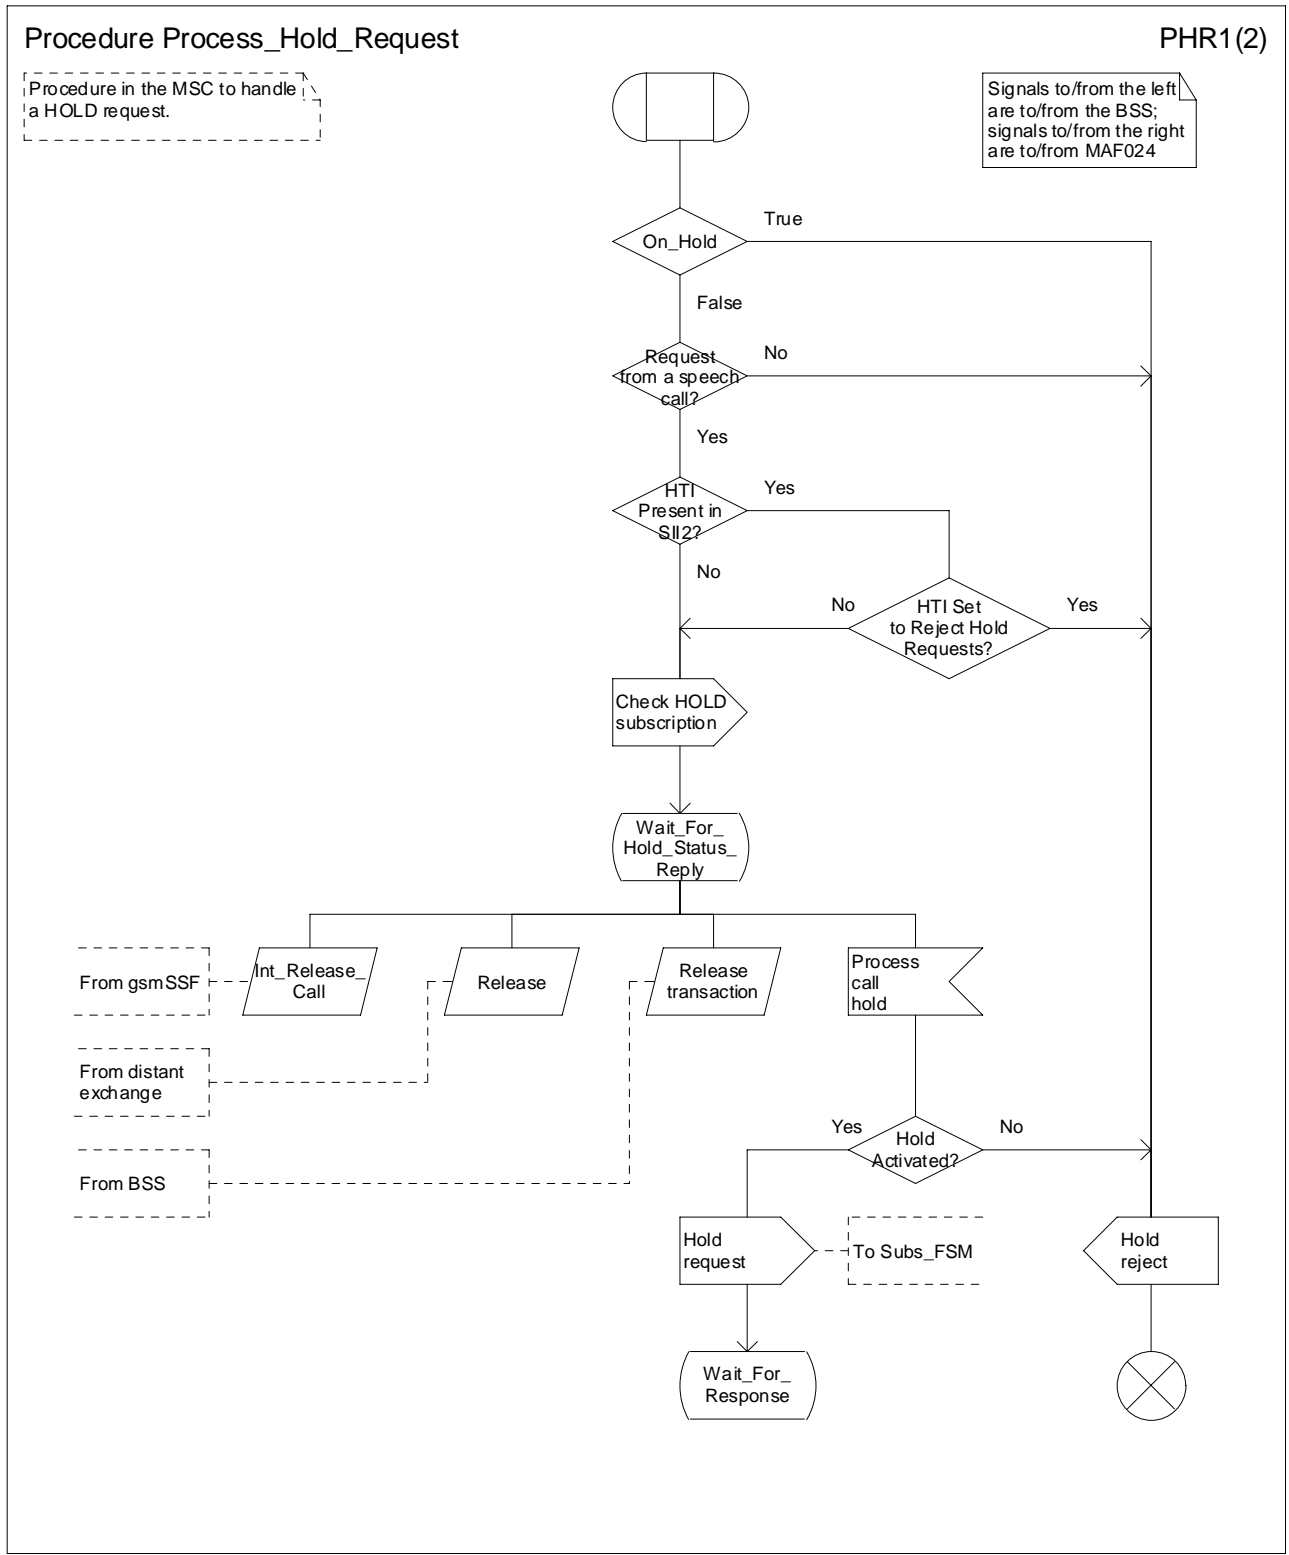 Procedure Process_Hold_Request
PHR1(2)
Procedure in the MSC to handle
a HOLD request.
Signals to/from the left
are to/from the BSS;
signals to/from the right
are to/from MAF024
On_Hold
True
False
Request
from a speech
call?
No
Yes
HTI
Present in
SII2?
Yes
No
HTI Set
to Reject Hold
Requests?
No
Yes
Check HOLD
subscription
Wait_For_
Hold_Status_
Reply
From gsmSSF
Int_Release_
Call
Release
Release
transaction
Process
call
hold
From distant
exchange
From BSS
Yes
Hold
Activated?
No
Hold
request
To Subs_FSM
Hold
reject
Wait_For_
Response